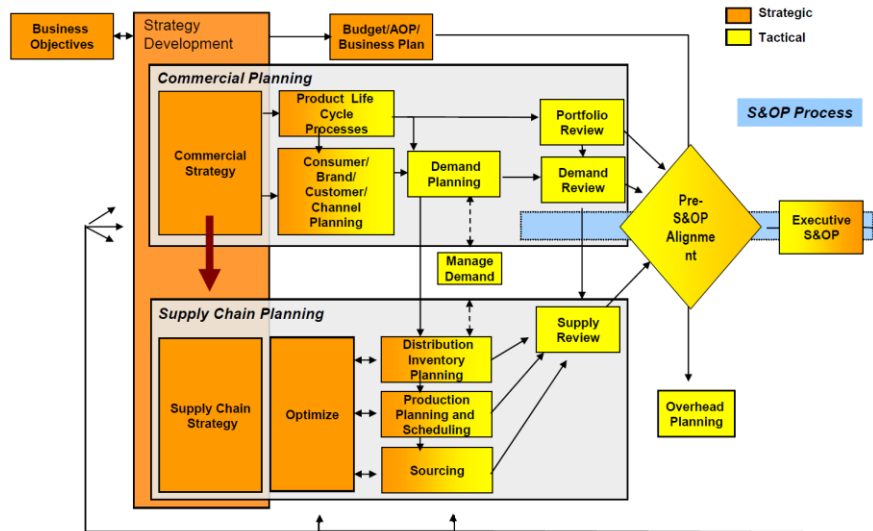 Business
Objectives
Strategy
Development
Budget/AOP/
Business Plan
Strategic
Tactical
Commercial Planning
Commercial
Strategy
Product Life
Cycle
Processes
Consumer/
Brand/
Customer/
Channel Planning
Demand
Planning
Portfolio
Review
Demand
Review
S&OP Process
Pre-
S&OP
Alignme
nt
Executive
S&OP
Manage
Demand
Supply Chain Planning
Supply Chain
Strategy
Optimize
Distribution
Inventory
Planning
Production
Planning and
Scheduling
Sourcing
Supply
Review
Overhead
Planning